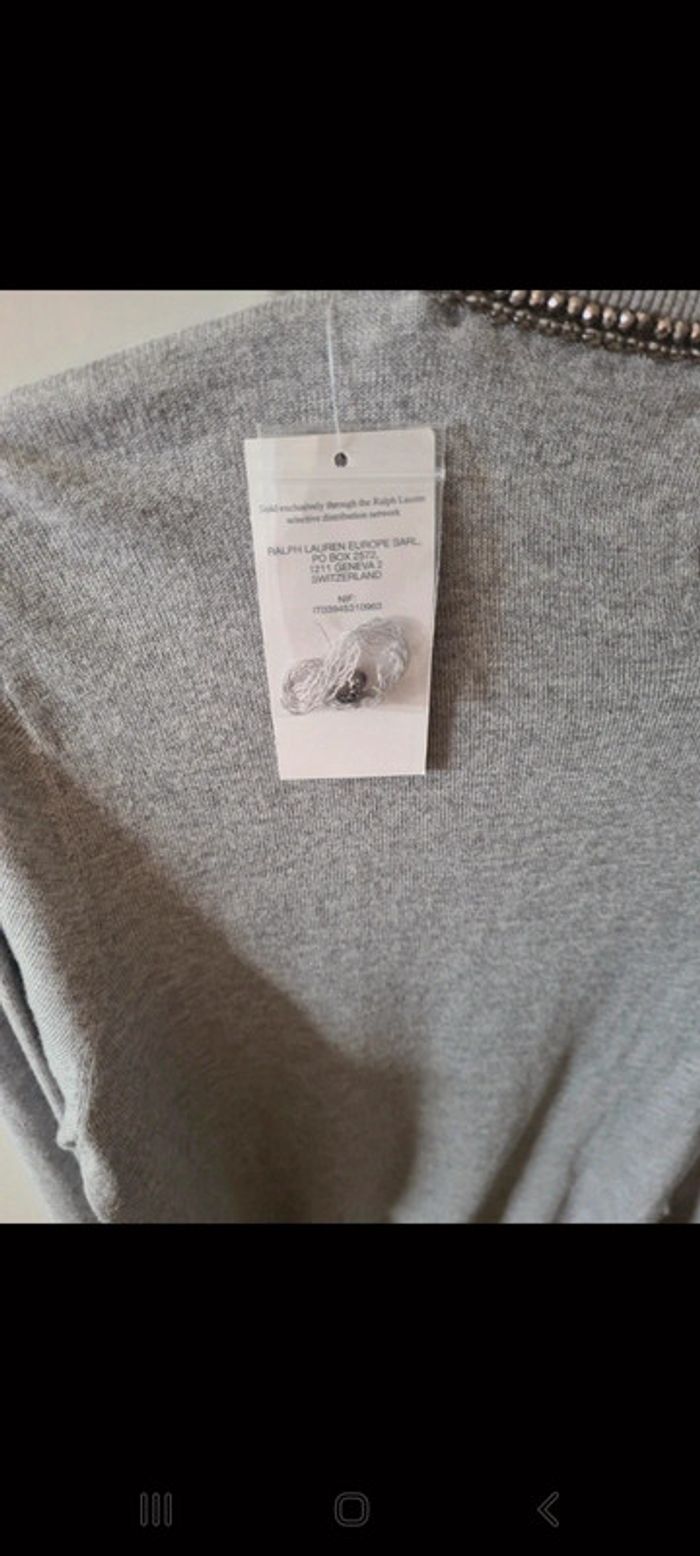 Sold exclusively through the Ralph Lauren
selective distribution network
RALPH LAUREN EUROPE SARL,
PO BOX 2572,
1211 GENEVA 2
SWITZERLAND
NIF:
IT03945310963